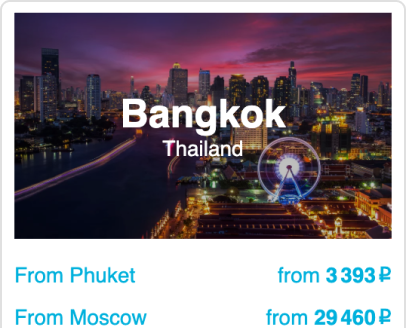 Bangkok
Thailand
From Phuket from 3 393 ₽
From Moscow from 29 460 ₽